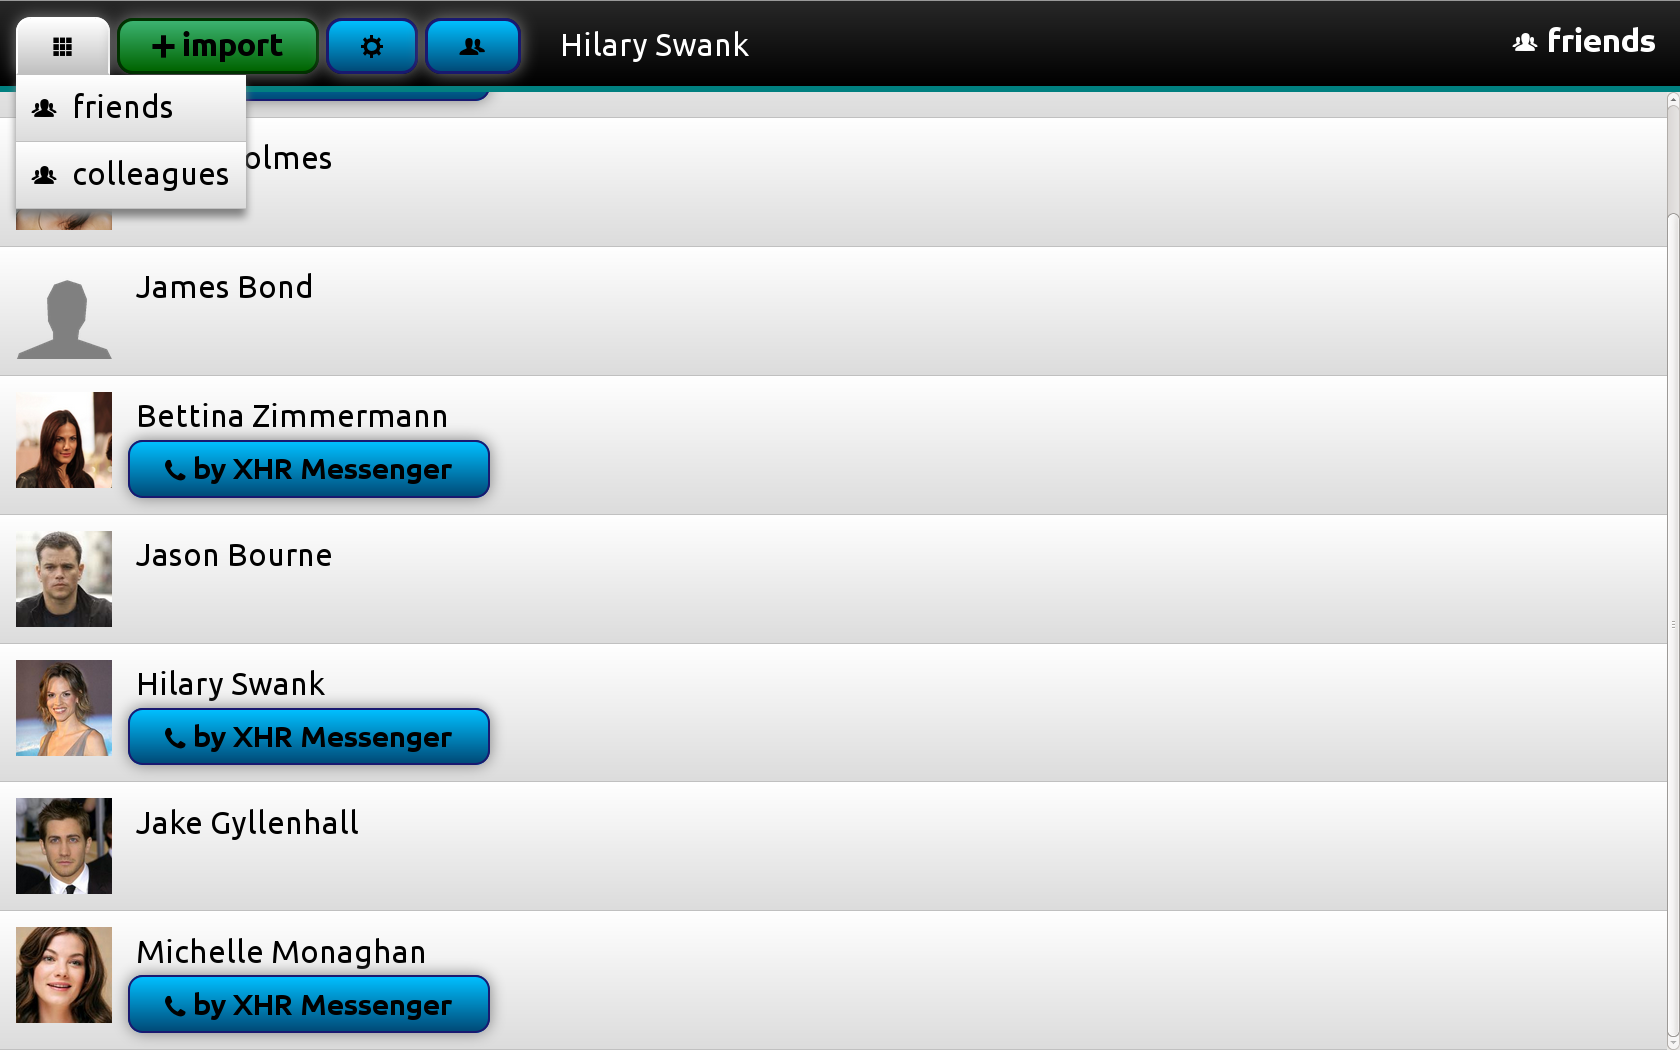 import
Hilary Swank
friends
friends
colleagues
olmes
James Bond
Bettina Zimmermann
by XHR Messenger
Jason Bourne
Hilary Swank
by XHR Messenger
Jake Gyllenhall
Michelle Monaghan
by XHR Messenger